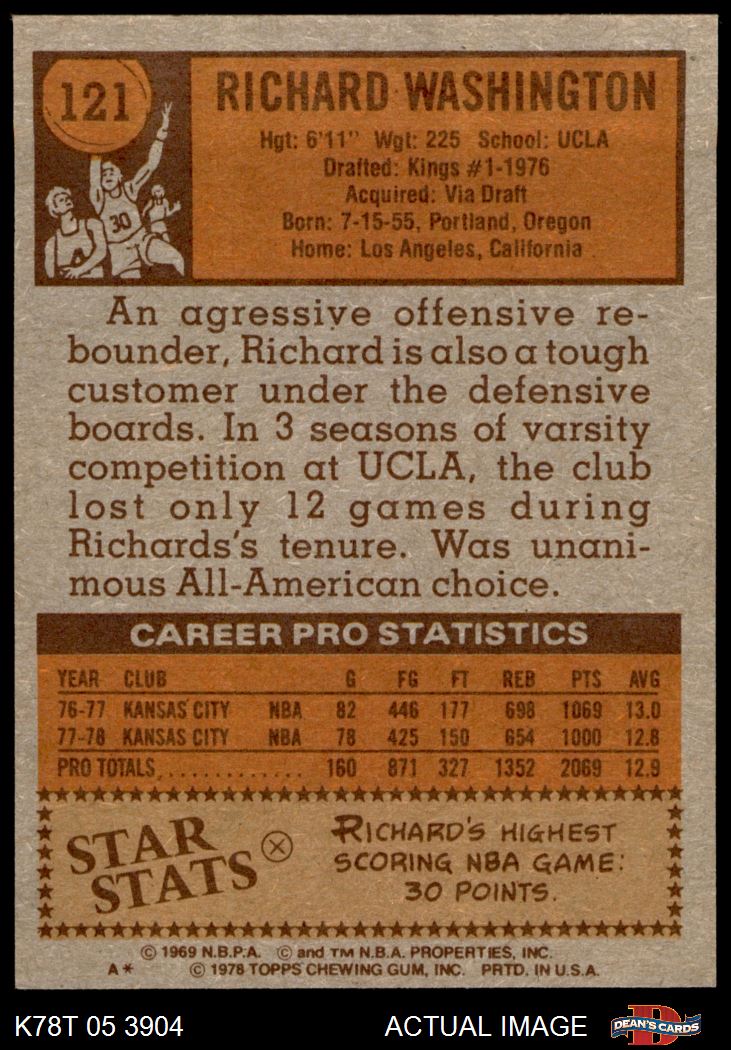 121
30
RICHARD WASHINGTON
Hgt: 6'11" Wgt: 225 School: UCLA
Drafted: Kings #1-1976
Acquired: Via Draft
Born: 7-15-55, Portland, Oregon
Home: Los Angeles, California
An agressive offensive re-
bounder, Richard is also a tough
customer under the defensive
boards. In 3 seasons of varsity
competition at UCLA, the club
lost only 12 games during
Richards's tenure. Was unani-
mous All-American choice.
CAREER PRO STATISTICS
YEAR CLUB G FG FT REB PTS AVG
76-77 KANSAS CITY NBA 82 446 177 698 1069 13.0
77-78 KANSAS CITY NBA 78 425 150 654 1000 12.8
PRO TOTALS.............. 160 871 327 1352 2069 12.9
STAR
STATS
RICHARD'S HIGHEST
SCORING NBA GAME:
30 POINTS.
© 1969 N.B.P.A. © and TM N.B.A. PROPERTIES, INC.
A* © 1978 TOPPS CHEWING GUM, INC. PRTD. IN U.S.A.
K78T 05 3904 ACTUAL IMAGE
D
DEAN'S CARDS